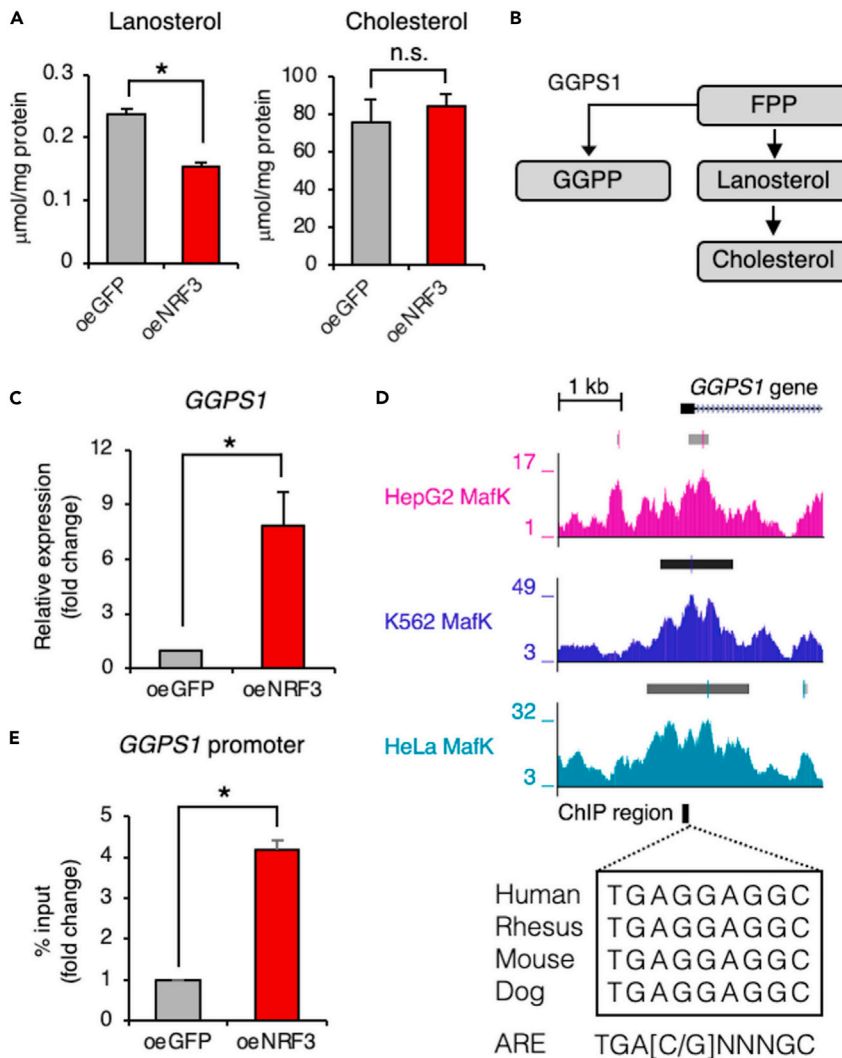 A
Lanosterol
*
µmol/mg protein
0.3
0.2
0.1
0
oeGFP
oeNRF3
Cholesterol
n.s.
µmol/mg protein
100
80
60
40
20
0
oeGFP
oeNRF3
B
GGPS1
FPP
GGPP
Lanosterol
Cholesterol
C
GGPS1
*
Relative expression
(fold change)
12
9
6
3
0
oeGFP
oeNRF3
D
1 kb
GGPS1 gene
17
HepG2 MafK
1
49
K562 MafK
3
32
HeLa MafK
3
ChIP region
Human TGAGGAGGC
Rhesus TGAGGAGGC
Mouse TGAGGAGGC
Dog TGAGGAGGC
ARE TGA[C/G]NNNGC
E
GGPS1 promoter
*
% input
(fold change)
5
4
3
2
1
0
oeGFP
oeNRF3